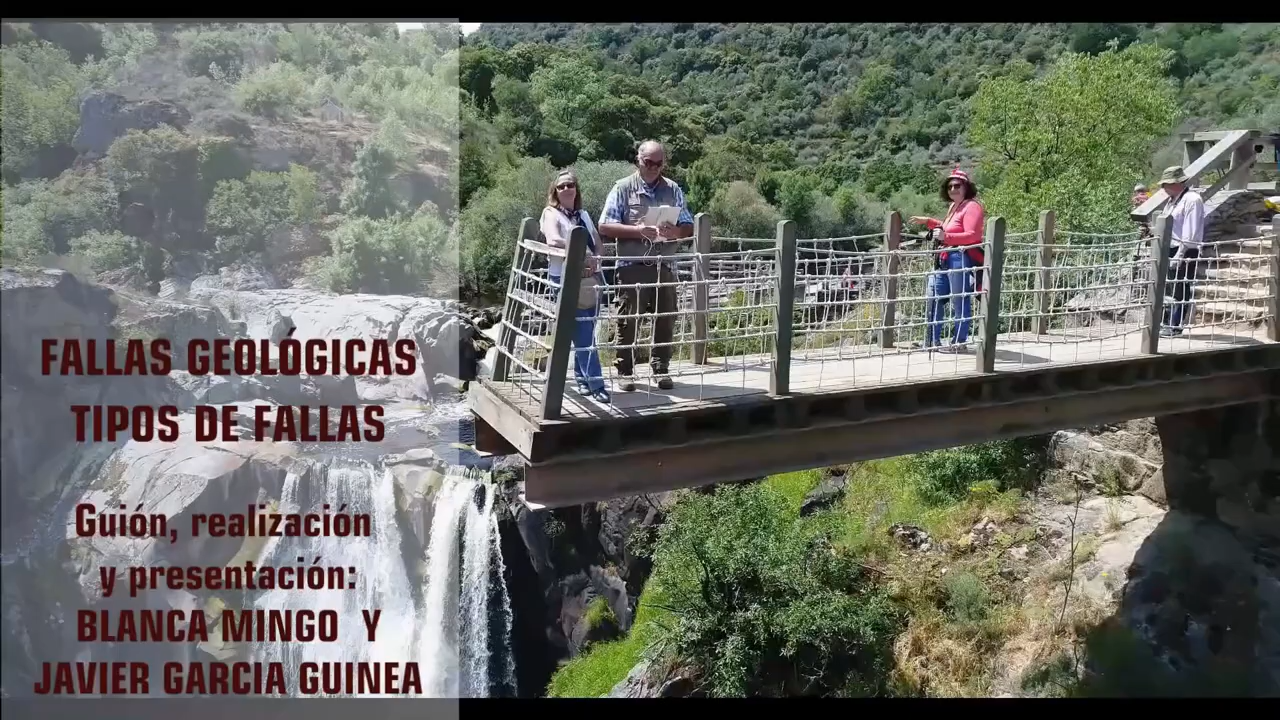 FALLAS GEOLÓGICAS
TIPOS DE FALLAS
Guión, realización
y presentación:
BLANCA MINGO Y
JAVIER GARCIA GUINEA